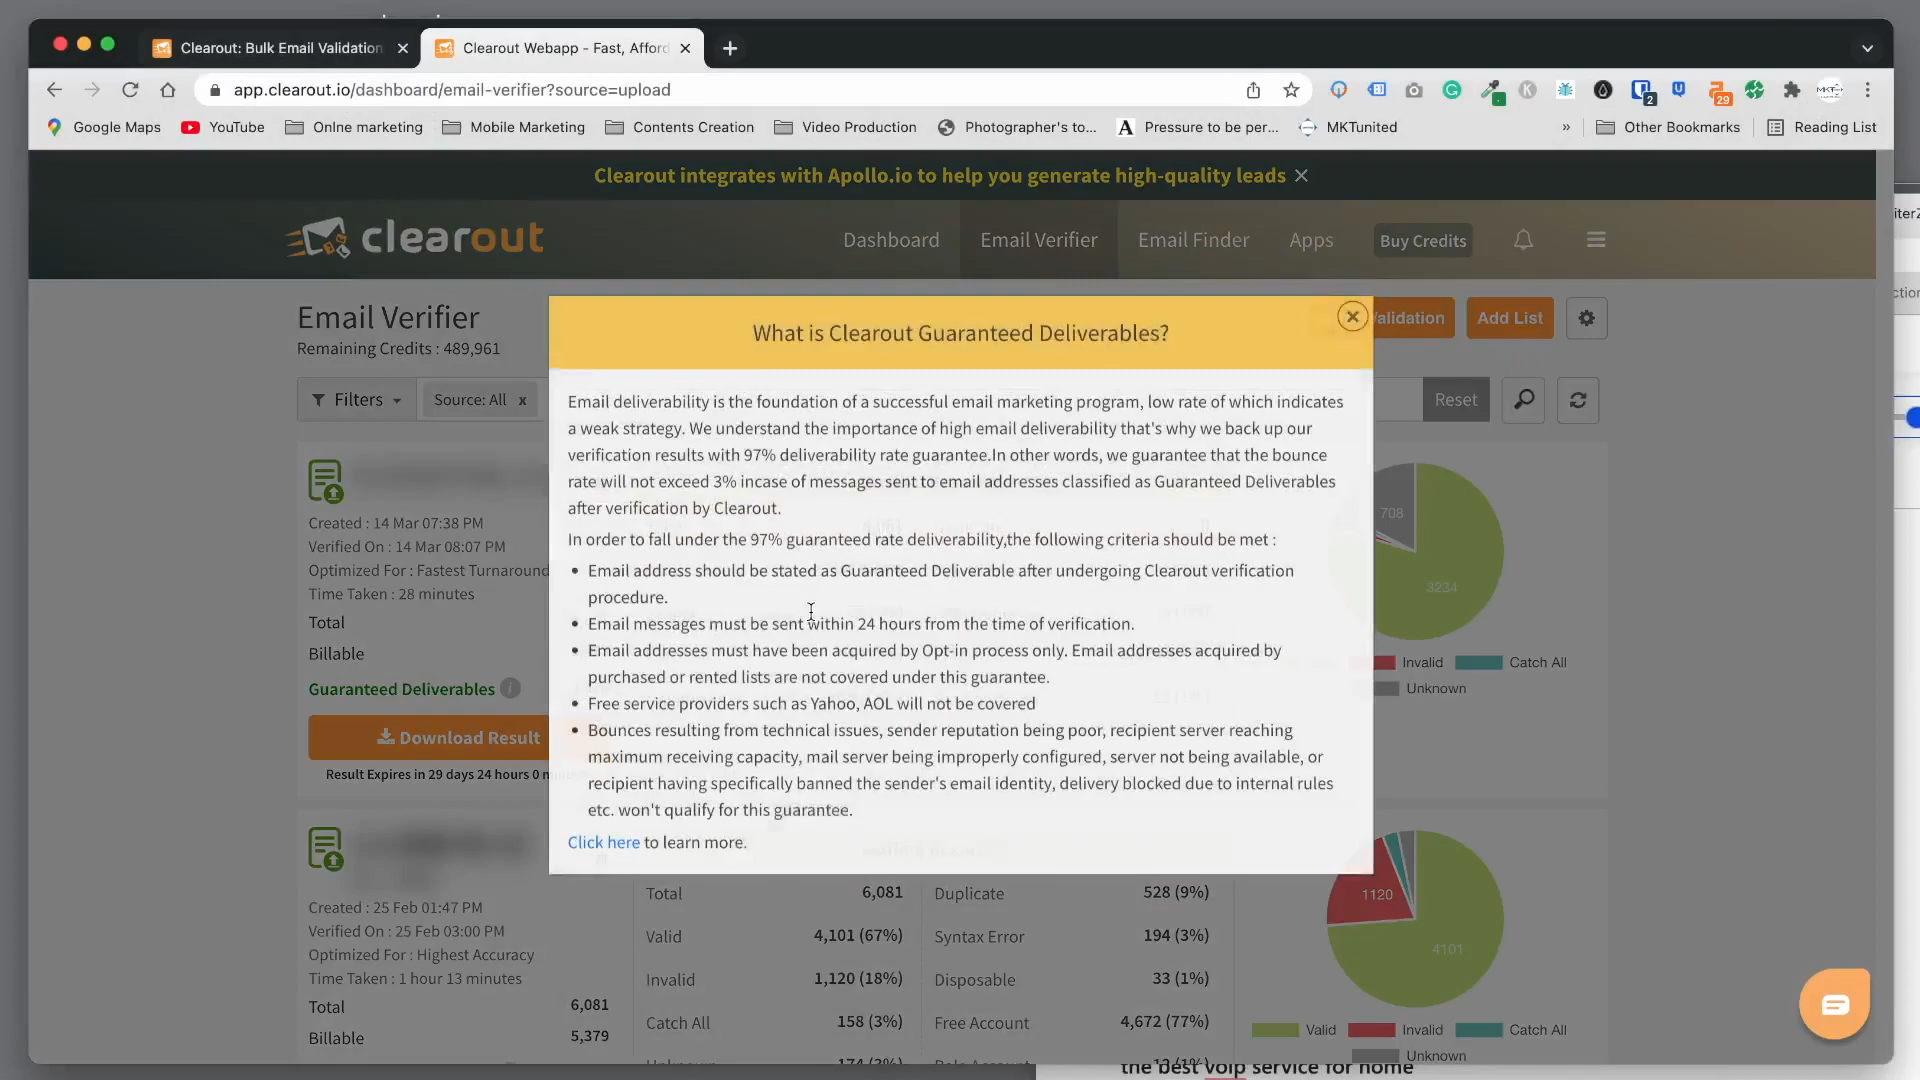 Clearout: Bulk Email Validation
Clearout Webapp - Fast, Afford
app.clearout.io/dashboard/email-verifier?source=upload
2
29
Google Maps
YouTube
Onlne marketing
Mobile Marketing
Contents Creation
Video Production
Photographer's to...
Pressure to be per...
MKTunited
»
Other Bookmarks
Reading List
Clearout integrates with Apollo.io to help you generate high-quality leads
clearout
Dashboard
Email Verifier
Email Finder
Apps
Buy Credits
Email Verifier
Remaining Credits : 489,961
Add List
Filters
Source: All x
Reset
What is Clearout Guaranteed Deliverables?
Email deliverability is the foundation of a successful email marketing program, low rate of which indicates
a weak strategy. We understand the importance of high email deliverability that's why we back up our
verification results with 97% deliverability rate guarantee.In other words, we guarantee that the bounce
rate will not exceed 3% incase of messages sent to email addresses classified as Guaranteed Deliverables
after verification by Clearout.
In order to fall under the 97% guaranteed rate deliverability,the following criteria should be met :
• Email address should be stated as Guaranteed Deliverable after undergoing Clearout verification
procedure.
• Email messages must be sent within 24 hours from the time of verification.
• Email addresses must have been acquired by Opt-in process only. Email addresses acquired by
purchased or rented lists are not covered under this guarantee.
• Free service providers such as Yahoo, AOL will not be covered
• Bounces resulting from technical issues, sender reputation being poor, recipient server reaching
maximum receiving capacity, mail server being improperly configured, server not being available, or
recipient having specifically banned the sender's email identity, delivery blocked due to internal rules
etc. won't qualify for this guarantee.
Click here to learn more.
Created : 14 Mar 07:38 PM
Verified On : 14 Mar 08:07 PM
Optimized For : Fastest Turnaround
Time Taken : 28 minutes
Total
Billable
Guaranteed Deliverables
Download Result
Result Expires in 29 days 24 hours 0
708
3234
Invalid
Catch All
Unknown
Created : 25 Feb 01:47 PM
Verified On : 25 Feb 03:00 PM
Optimized For : Highest Accuracy
Time Taken : 1 hour 13 minutes
Total 6,081
Billable 5,379
Total 6,081
Valid 4,101 (67%)
Invalid 1,120 (18%)
Catch All 158 (3%)
Duplicate 528 (9%)
Syntax Error 194 (3%)
Disposable 33 (1%)
Free Account 4,672 (77%)
1120
4101
Valid
Invalid
Catch All
Unknown
the best voip service for home